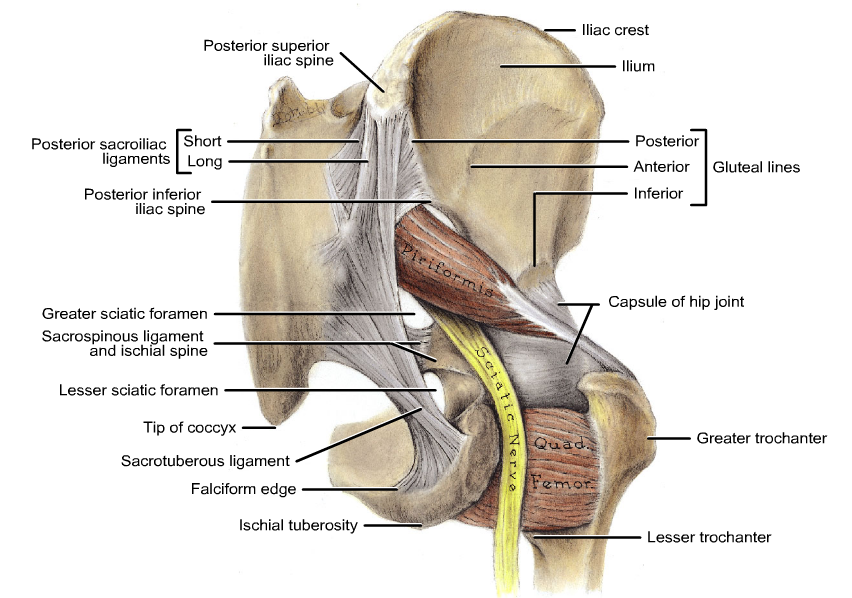 Iliac crest
Posterior superior
iliac spine
Ilium
Posterior sacroiliac
ligaments
Short
Long
Posterior
Anterior
Inferior
Gluteal lines
Posterior inferior
iliac spine
Piriformis
Greater sciatic foramen
Capsule of hip joint
Sacrospinous ligament
and ischial spine
Sciatic Nerve
Lesser sciatic foramen
Tip of coccyx
Greater trochanter
Quad.
Femor.
Sacrotuberous ligament
Falciform edge
Ischial tuberosity
Lesser trochanter